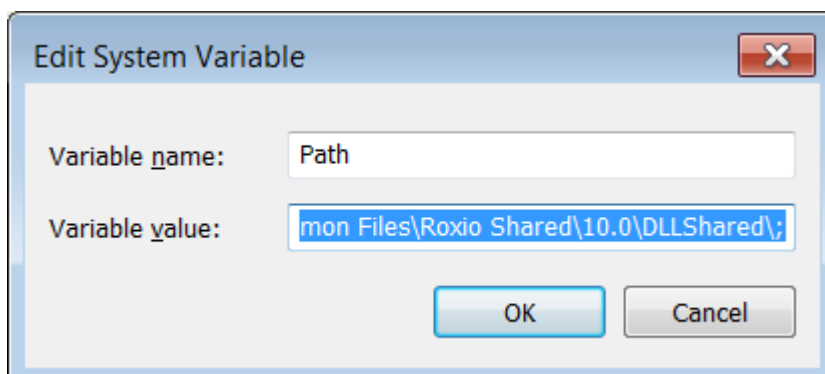 Edit System Variable
Variable name: Path
Variable value: mon Files\Roxio Shared\10.0\DLLShared\;
OK Cancel